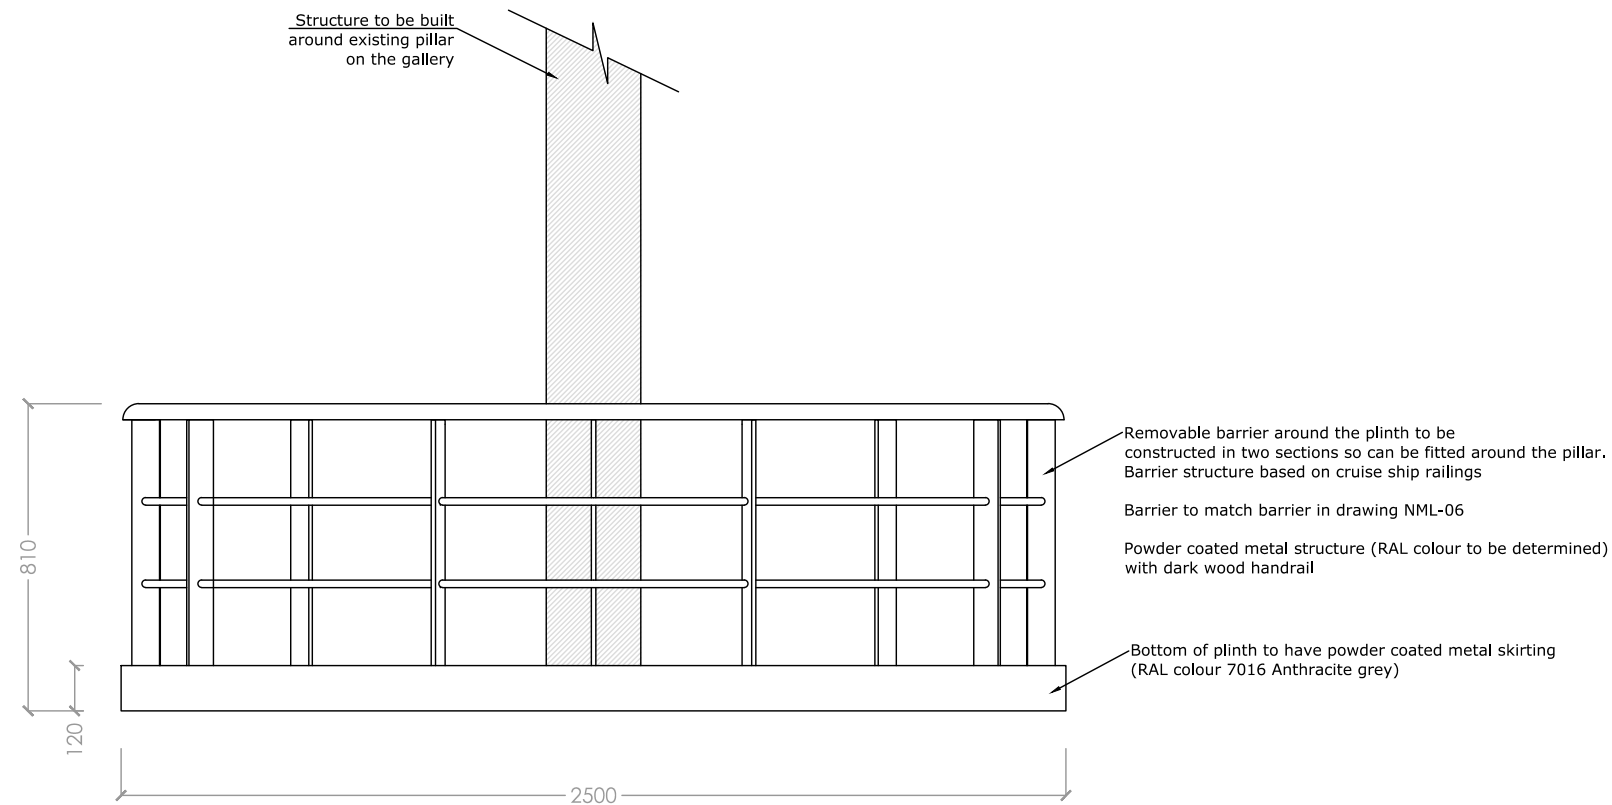 Structure to be built
around existing pillar
on the gallery
Removable barrier around the plinth to be
constructed in two sections so can be fitted around the pillar.
Barrier structure based on cruise ship railings
Barrier to match barrier in drawing NML-06
Powder coated metal structure (RAL colour to be determined)
with dark wood handrail
810
Bottom of plinth to have powder coated metal skirting
(RAL colour 7016 Anthracite grey)
120
2500